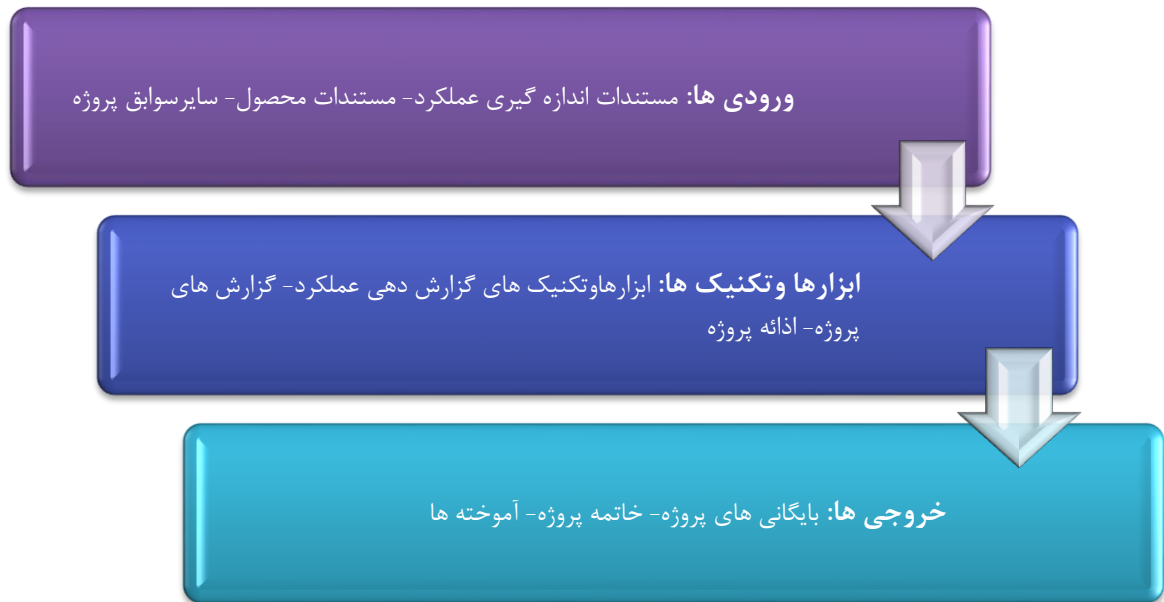 ورودی ها: مستندات اندازه گیری عملکرد- مستندات محصول- سایرسوابق پروژه
ابزارها وتکنیک ها: ابزارهاوتکنیک های گزارش دهی عملکرد- گزارش های
پروژه- اذائه پروژه
خروجی ها: بایگانی های پروژه- خاتمه پروژه- آموخته ها